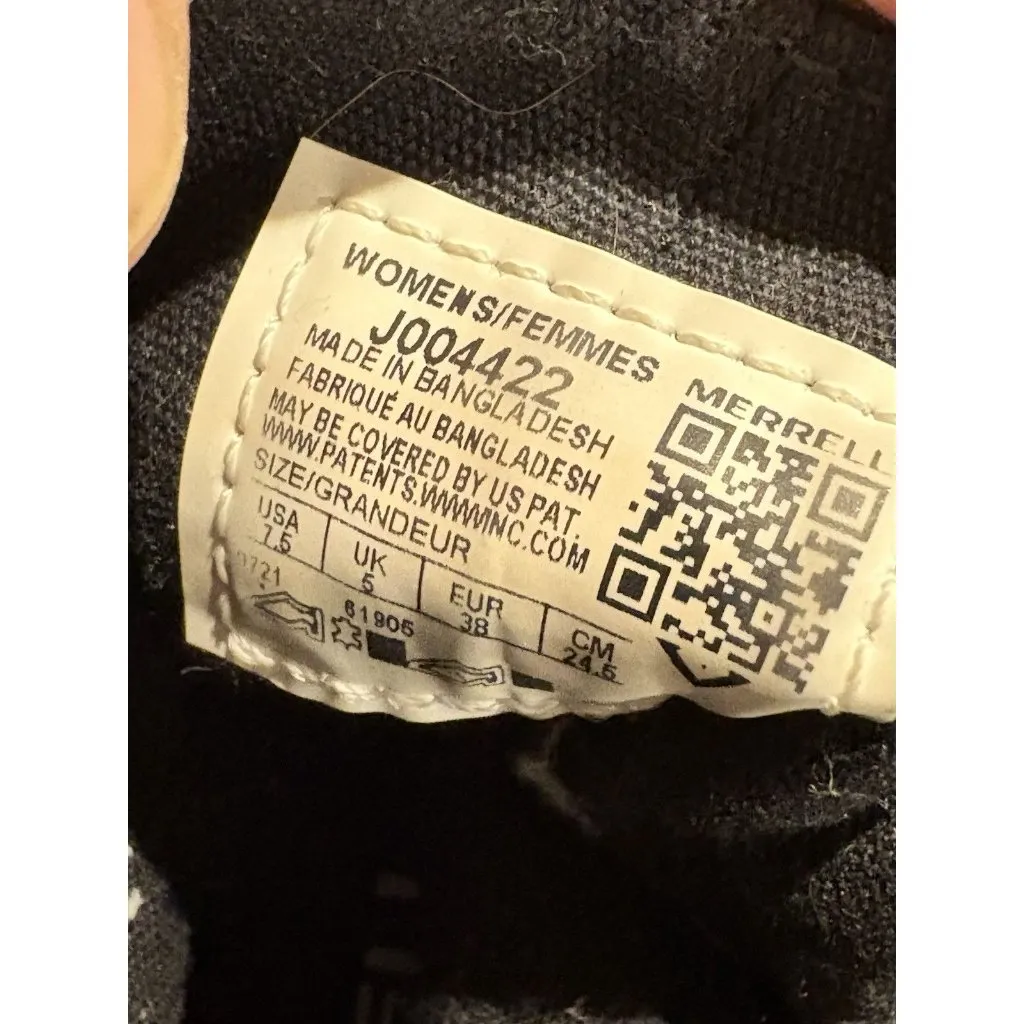 WOMENS/FEMMES
J004422
MADE IN BANGLADESH
FABRIQUÉ AU BANGLADESH
MAY BE COVERED BY US PAT.
WWW.PATENTS.WWWINC.COM
SIZE/GRANDEUR
USA UK EUR CM
7.5 5 38 24.5
61905
MERRELL